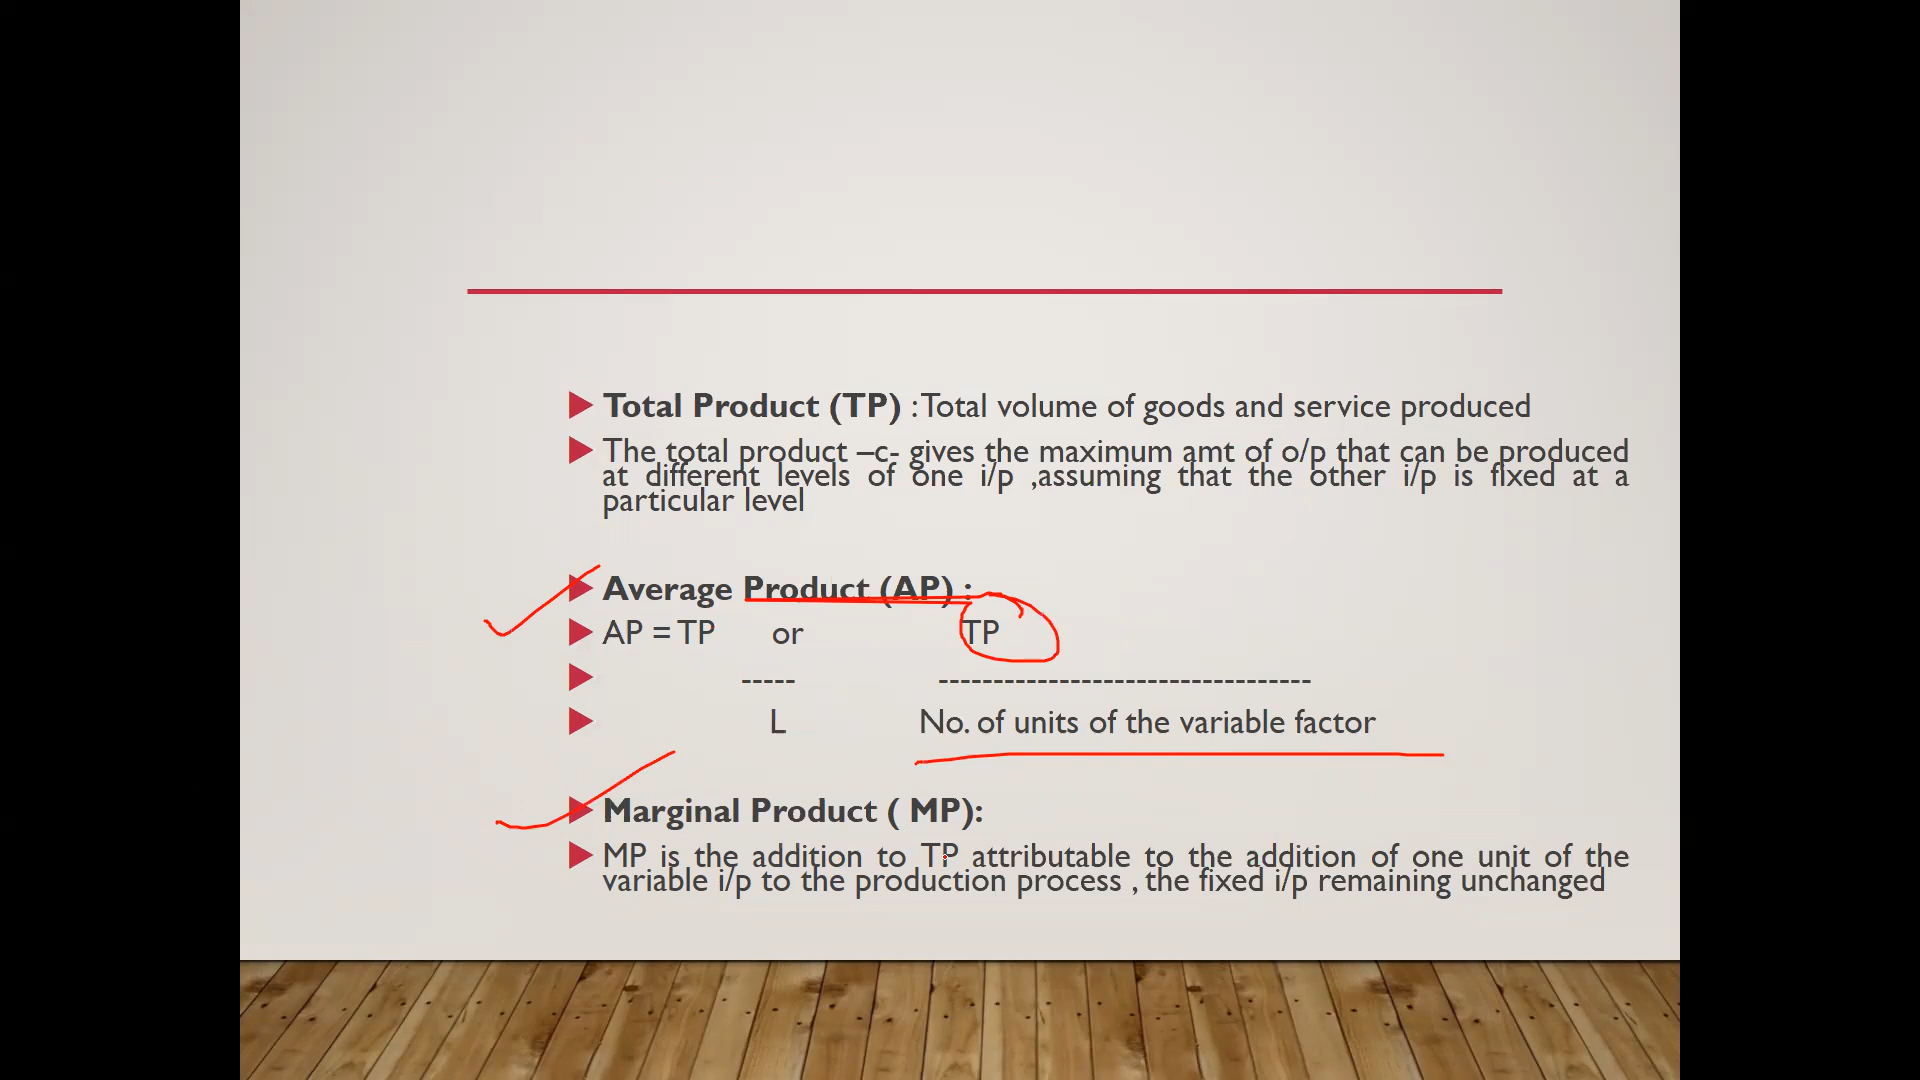 Total Product (TP) : Total volume of goods and service produced
The total product –c- gives the maximum amt of o/p that can be produced
at different levels of one i/p ,assuming that the other i/p is fixed at a
particular level
Average Product (AP) :
AP = TP or TP
----- ----------------------------------
L No. of units of the variable factor
Marginal Product ( MP):
MP is the addition to TP attributable to the addition of one unit of the
variable i/p to the production process , the fixed i/p remaining unchanged